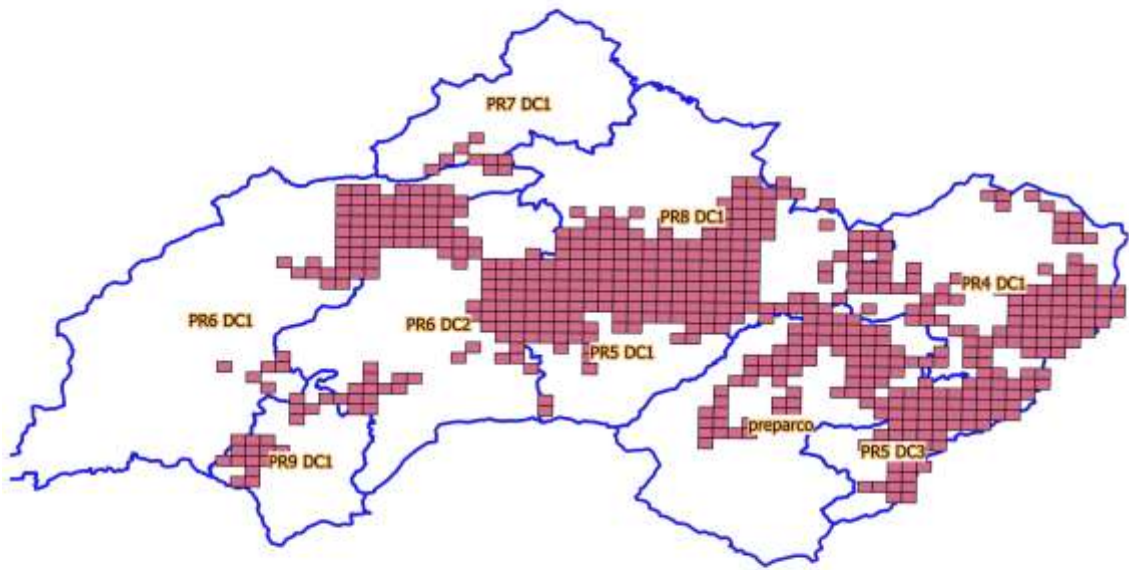 PR7 DC1
PR8 DC1
PR4 DC1
PR6 DC1
PR6 DC2
PR5 DC1
preparco
PR5 DC3
PR9 DC1